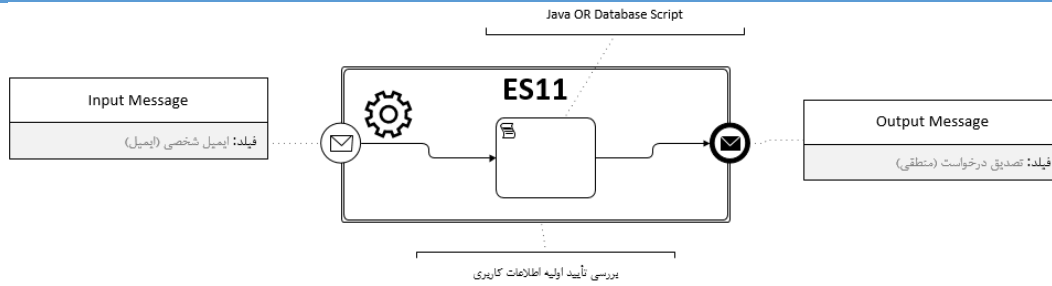 Java OR Database Script
ES11
Input Message
فیلد: ایمیل شخصی (ایمیل)
Output Message
فیلد: تصدیق درخواست (منطقی)
بررسی تأیید اولیه اطلاعات کاربری